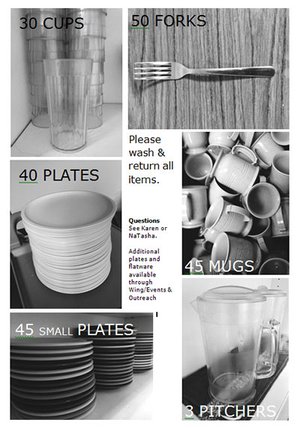 30 CUPS
50 FORKS
Please
wash &
return all
items.
40 PLATES
Questions
See Karen or
NaTasha.
Additional
plates and
flatware
available
through
Wing/Events &
Outreach
45 MUGS
45 SMALL PLATES
3 PITCHERS